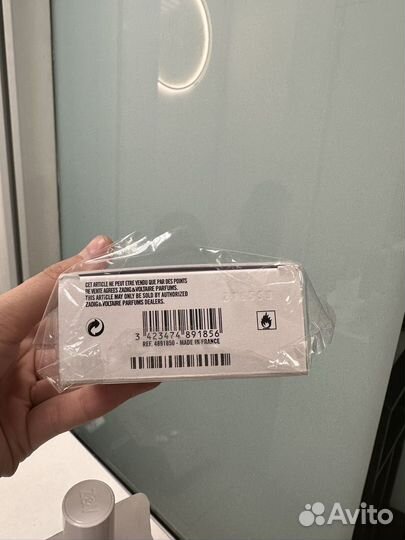 CET ARTICLE NE PEUT ETRE VENDU QUE PAR DES POINTS
DE VENTE AGREES ZADIG & VOLTAIRE PARFUMS.
THIS ARTICLE MAY ONLY BE SOLD BY AUTHORIZED
ZADIG & VOLTAIRE PARFUMS DEALERS.
3 423474 891856
REF. 4891850 - MADE IN FRANCE
Avito